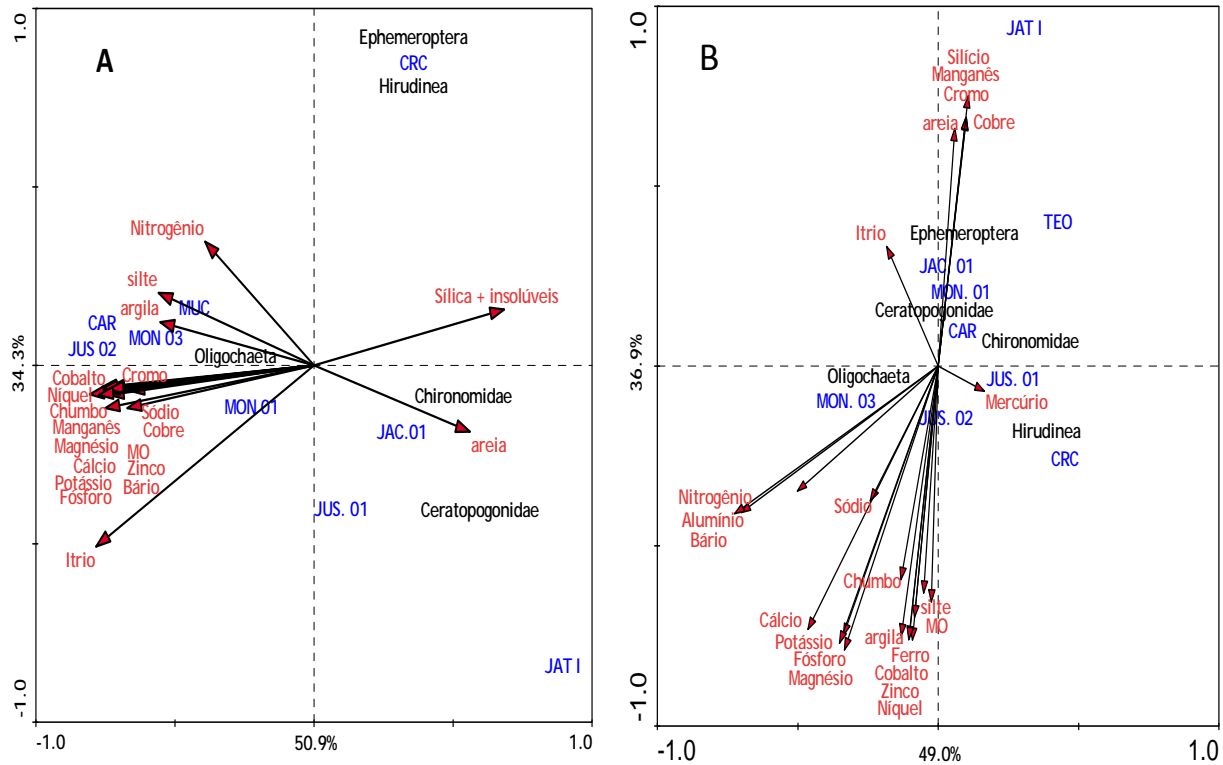 A
1.0
34.3%
-1.0
-1.0
50.9%
1.0
Ephemeroptera
CRC
Hirudinea
Nitrogênio
silte
argila
MUC
CAR
MON 03
JUS 02
Sílica + insolúveis
Oligochaeta
Cobalto
Cromo
Níquel
Chumbo
Sódio
MON.01
Manganês
Cobre
Magnésio
MO
Cálcio
Zinco
Potássio
Bário
Fósforo
Chironomidae
JAC.01
areia
JUS. 01
Ceratopogonidae
Itrio
JAT I
B
1.0
36.9%
-1.0
-1.0
49.0%
1.0
JAT I
Silício
Manganês
Cromo
areia
Cobre
TEO
Itrio
Ephemeroptera
JAC. 01
MON. 01
Ceratopogonidae
CAR
Chironomidae
Oligochaeta
JUS. 01
MON. 03
Mercúrio
JUS. 02
Hirudinea
CRC
Nitrogênio
Sódio
Alumínio
Bário
Chumbo
silte
Cálcio
MO
Potássio
argila
Fósforo
Ferro
Magnésio
Cobalto
Zinco
Níquel